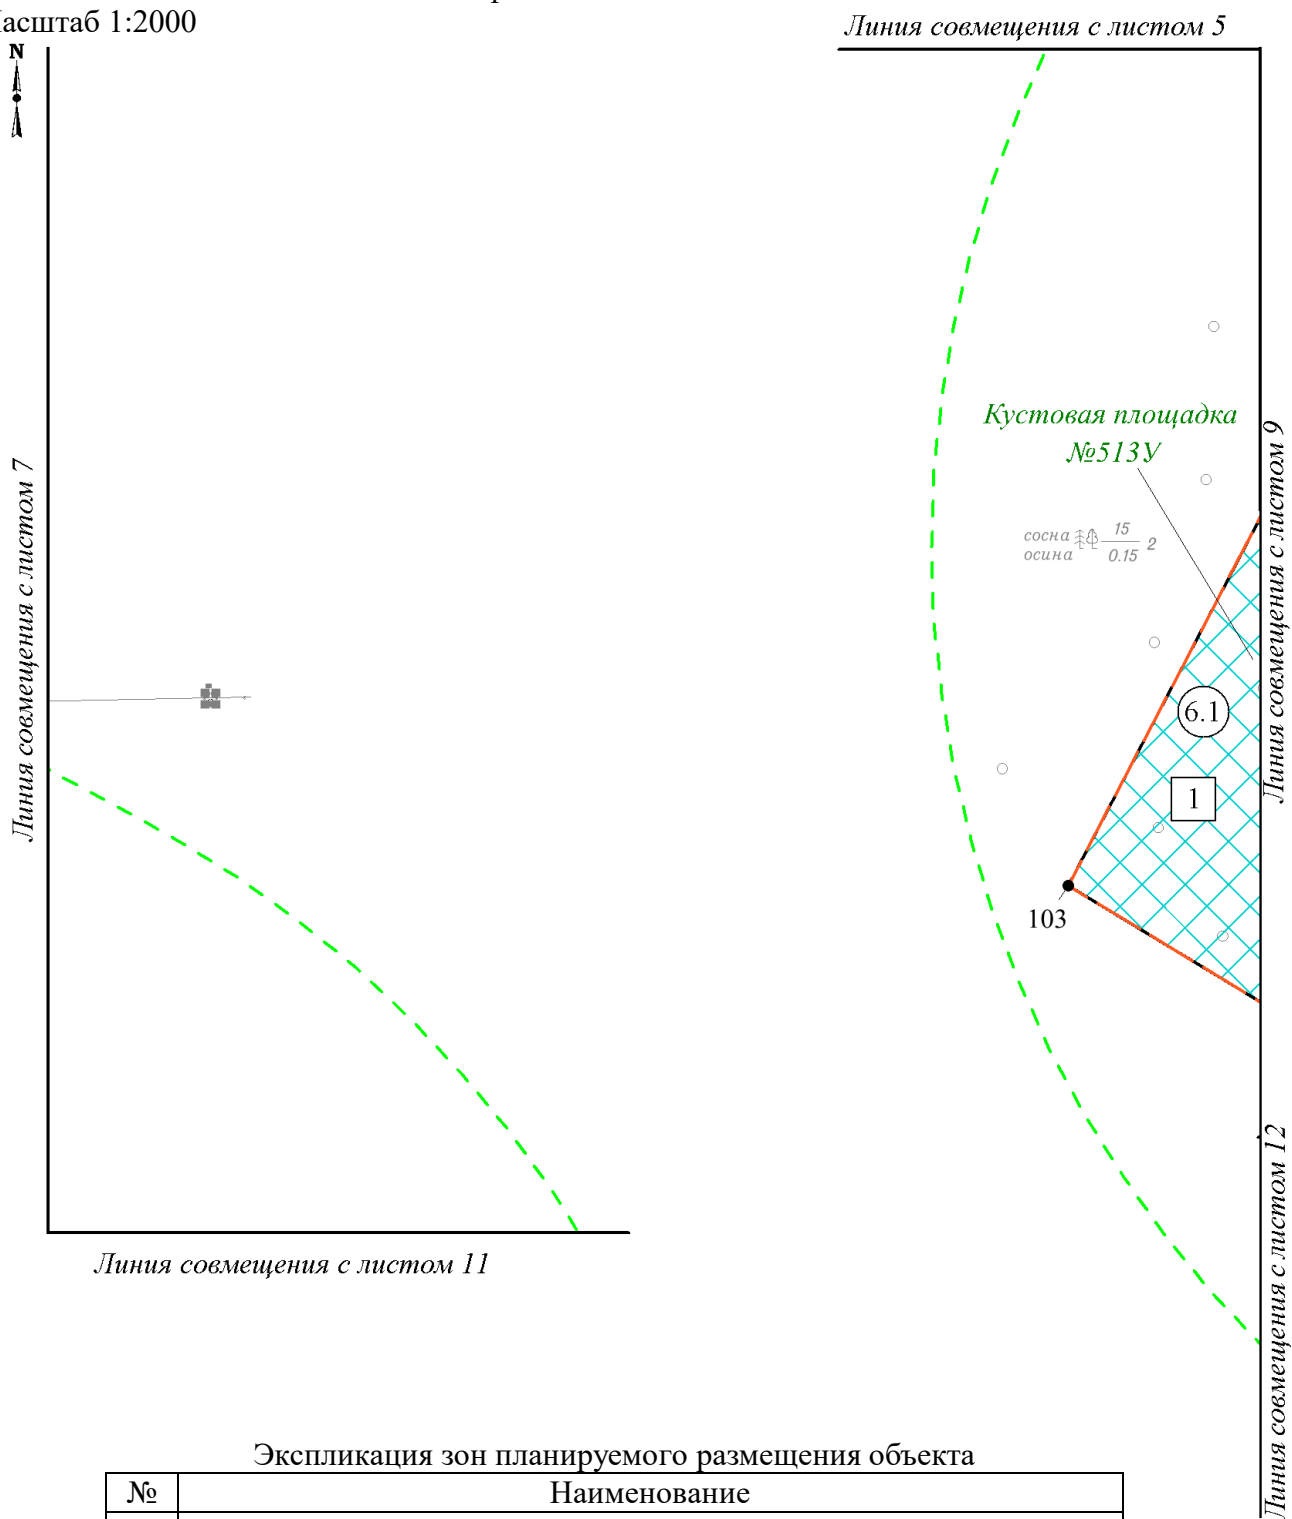 Масштаб 1:2000
Линия совмещения с листом 5
N
Кустовая площадка
№513У
Линия совмещения с листом 7
Линия совмещения с листом 9
сосна 15
осина 0.15 2
6.1
1
103
Линия совмещения с листом 12
Линия совмещения с листом 11
Экспликация зон планируемого размещения объекта
№ Наименование